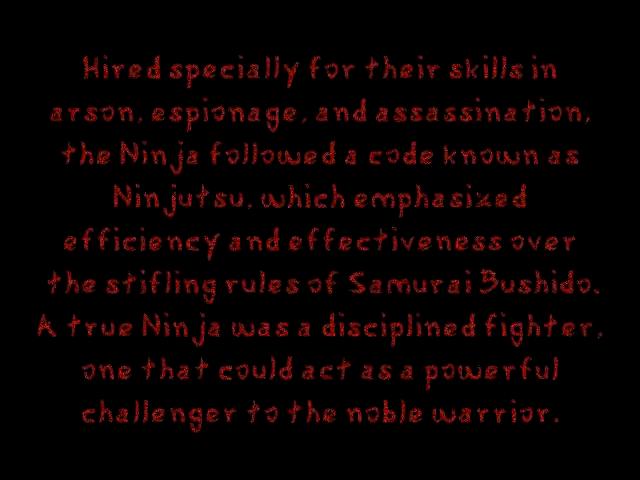 Hired specially for their skills in
arson, espionage, and assassination,
the Ninja followed a code known as
Ninjutsu, which emphasized
efficiency and effectiveness over
the stifling rules of Samurai Bushido.
A true Ninja was a disciplined fighter,
one that could act as a powerful
challenger to the noble warrior.